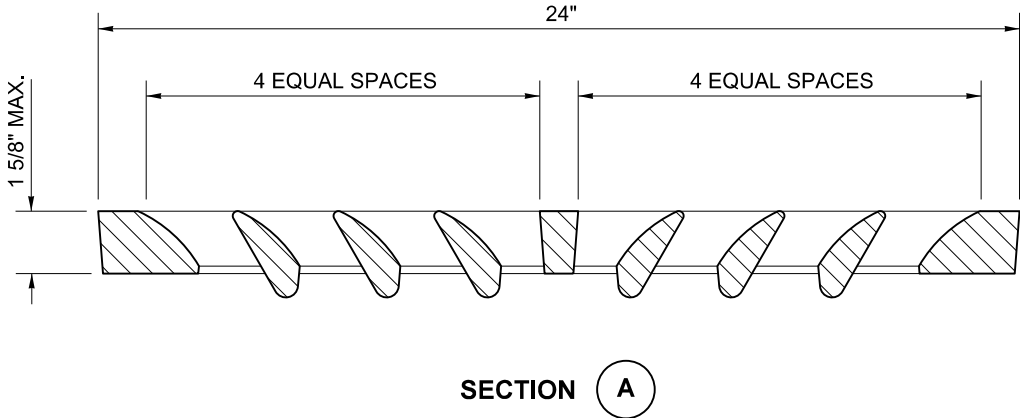 24"
4 EQUAL SPACES
4 EQUAL SPACES
1 5/8" MAX.
SECTION A